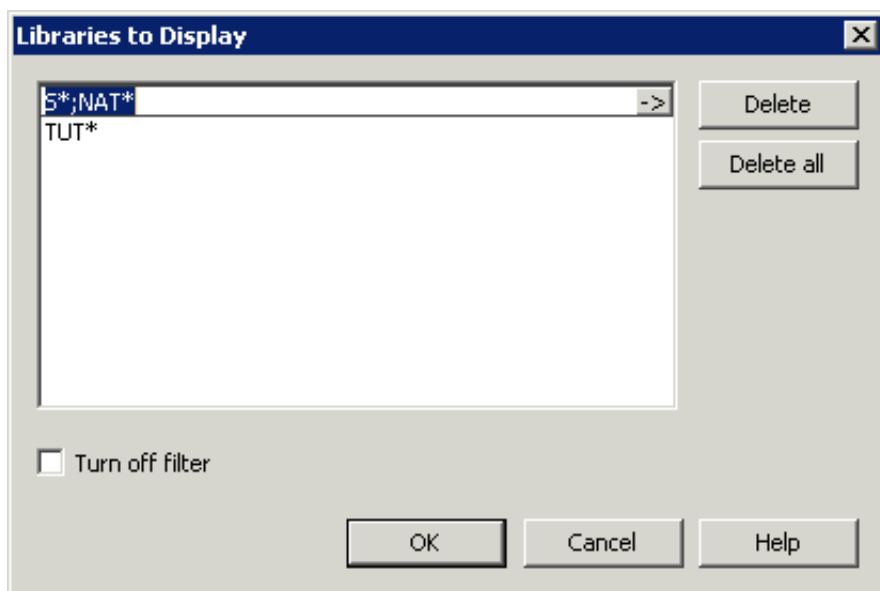 Libraries to Display
S*;NAT*
->
Delete
TUT*
Delete all
Turn off filter
OK
Cancel
Help